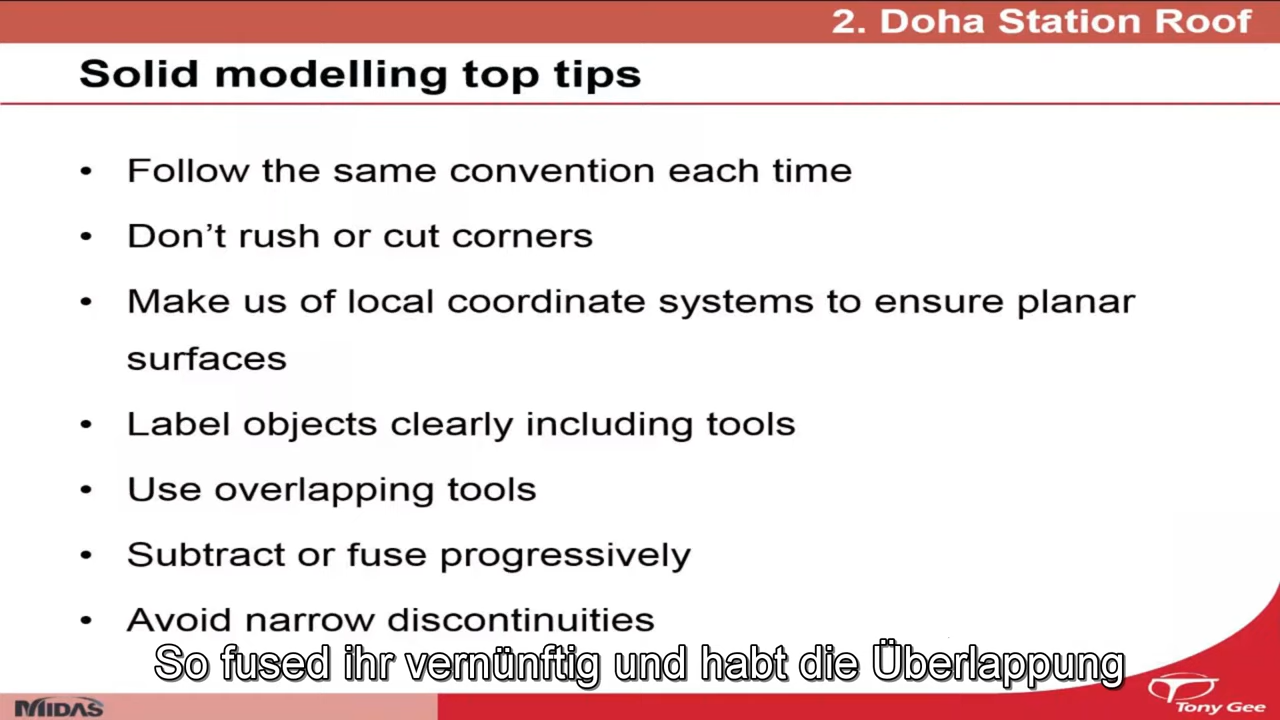 2. Doha Station Roof
Solid modelling top tips
• Follow the same convention each time
• Don’t rush or cut corners
• Make us of local coordinate systems to ensure planar
surfaces
• Label objects clearly including tools
• Use overlapping tools
• Subtract or fuse progressively
• Avoid narrow discontinuities
So fused ihr vernünftig und habt die Überlappung
MIDAS
Tony Gee